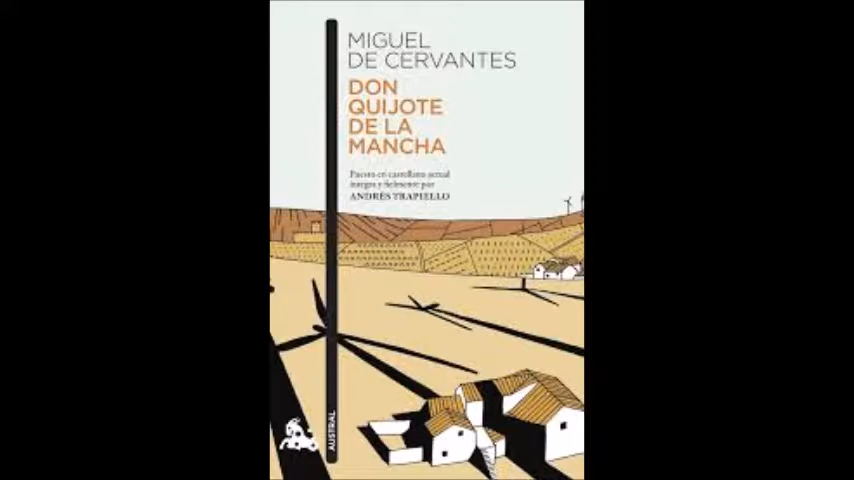 MIGUEL
DE CERVANTES
DON
QUIJOTE
DE LA
MANCHA
Puesto en castellano actual
íntegra y fielmente por
ANDRÉS TRAPIELLO
AUSTRAL